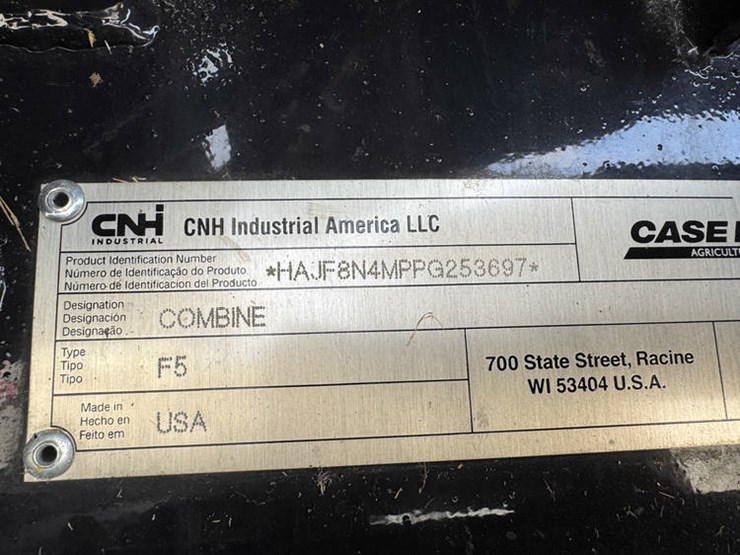 CNH
INDUSTRIAL
CNH Industrial America LLC
CASE
AGRICULTU
Product Identification Number
Número de Identificação do Produto
Número de Identificacion del Producto
*HAJF8N4MPPG253697*
Designation
Designación
Designação
COMBINE
Type
Tipo
Tipo
F5
700 State Street, Racine
WI 53404 U.S.A.
Made in
Hecho en
Feito em
USA